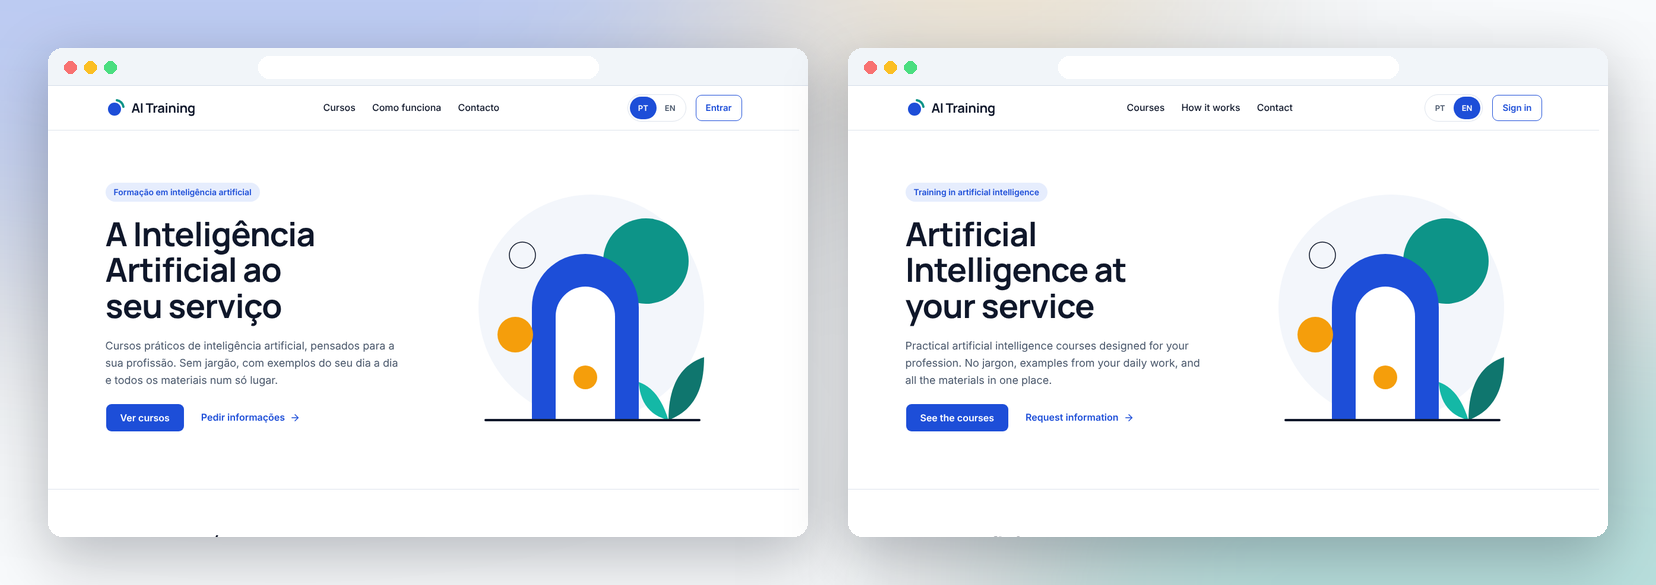 AI Training
Cursos
Como funciona
Contacto
PT
EN
Entrar
Formação em inteligência artificial
A Inteligência
Artificial ao
seu serviço
Cursos práticos de inteligência artificial, pensados para a
sua profissão. Sem jargão, com exemplos do seu dia a dia
e todos os materiais num só lugar.
Ver cursos
Pedir informações →
AI Training
Courses
How it works
Contact
PT
EN
Sign in
Training in artificial intelligence
Artificial
Intelligence at
your service
Practical artificial intelligence courses designed for your
profession. No jargon, examples from your daily work, and
all the materials in one place.
See the courses
Request information →